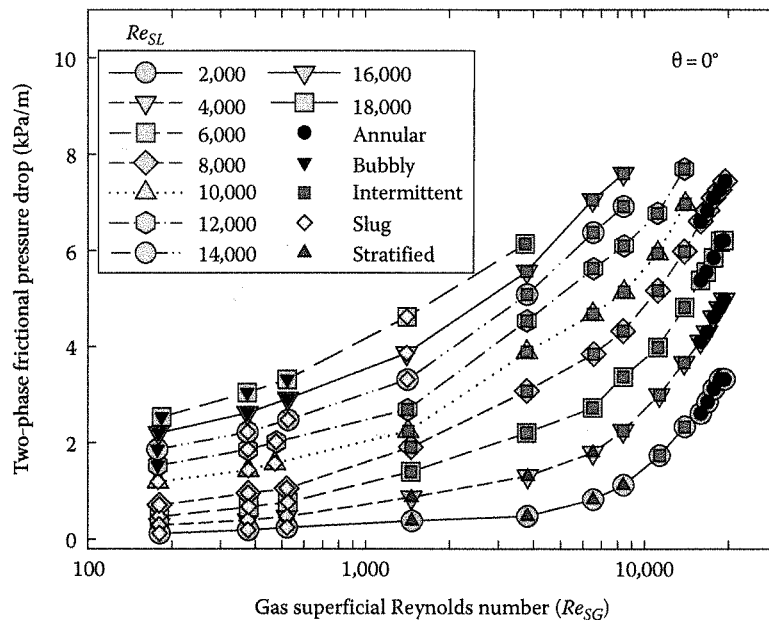 Re_SL
θ = 0°
2,000
4,000
6,000
8,000
10,000
12,000
14,000
16,000
18,000
Annular
Bubbly
Intermittent
Slug
Stratified
Two-phase frictional pressure drop (kPa/m)
10
8
6
4
2
0
100
1,000
10,000
100,000
Gas superficial Reynolds number (Re_SG)